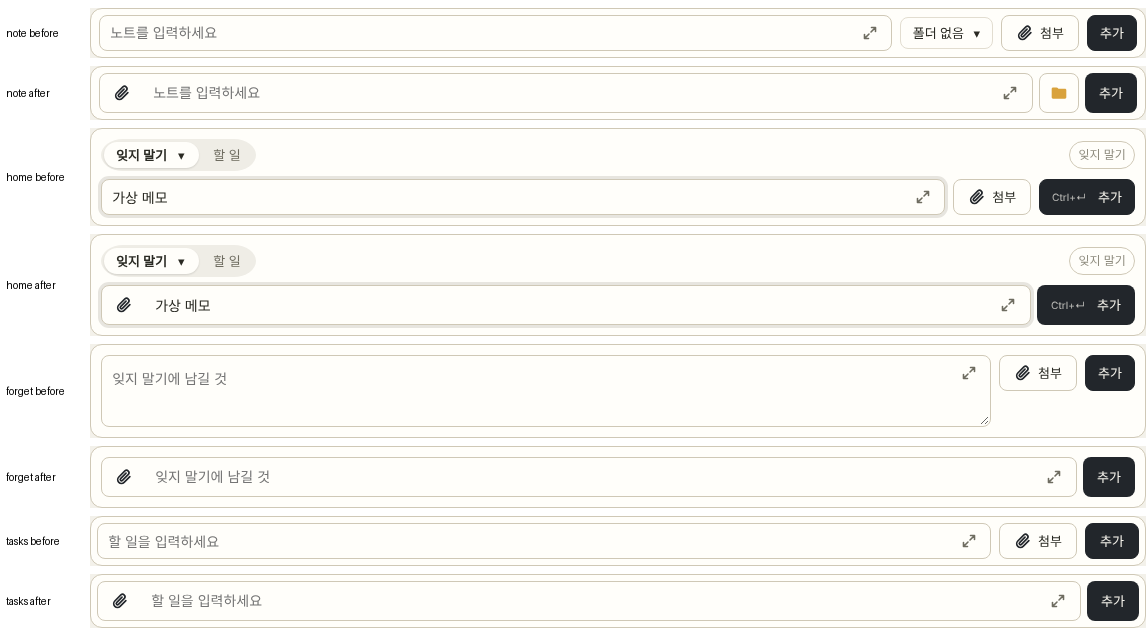 note before 노트를 입력하세요 폴더 없음 ▼ 첨부 추가
note after 노트를 입력하세요 추가
잊지 말기 ▼ 할 일 잊지 말기
home before
가상 메모 첨부 Ctrl+↵ 추가
잊지 말기 ▼ 할 일 잊지 말기
home after
가상 메모 Ctrl+↵ 추가
잊지 말기에 남길 것 첨부 추가
forget before
forget after 잊지 말기에 남길 것 추가
tasks before 할 일을 입력하세요 첨부 추가
tasks after 할 일을 입력하세요 추가